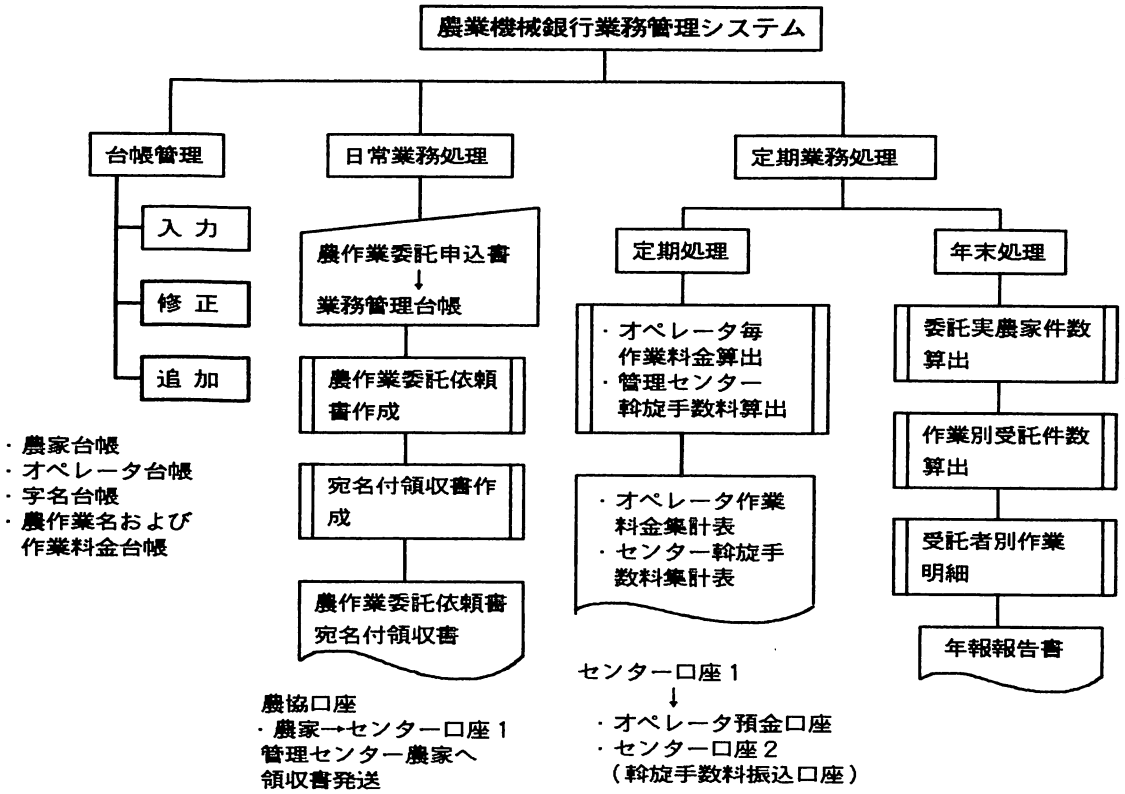 農業機械銀行業務管理システム
台帳管理
入力
修正
追加
・農家台帳
・オペレータ台帳
・字名台帳
・農作業名および
作業料金台帳
日常業務処理
農作業委託申込書
↓
業務管理台帳
農作業委託依頼
書作成
宛名付領収書作
成
農作業委託依頼書
宛名付領収書
農協口座
・農家→センター口座1
管理センター農家へ
領収書発送
定期業務処理
定期処理
・オペレータ毎
作業料金算出
・管理センター
斡旋手数料算出
・オペレータ作業
料金集計表
・センター斡旋手
数料集計表
センター口座1
↓
・オペレータ預金口座
・センター口座2
(斡旋手数料振込口座)
年末処理
委託実農家件数
算出
作業別受託件数
算出
受託者別作業
明細
年報報告書